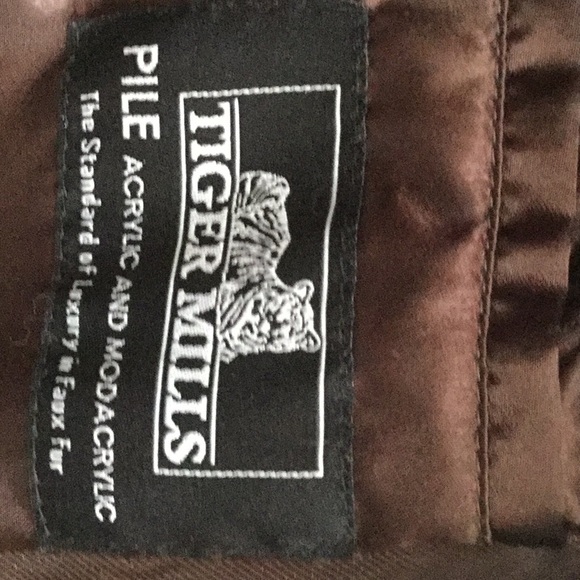 TIGER MILLS
PILE ACRYLIC AND MODACRYLIC
The Standard of Luxury in Faux Fur